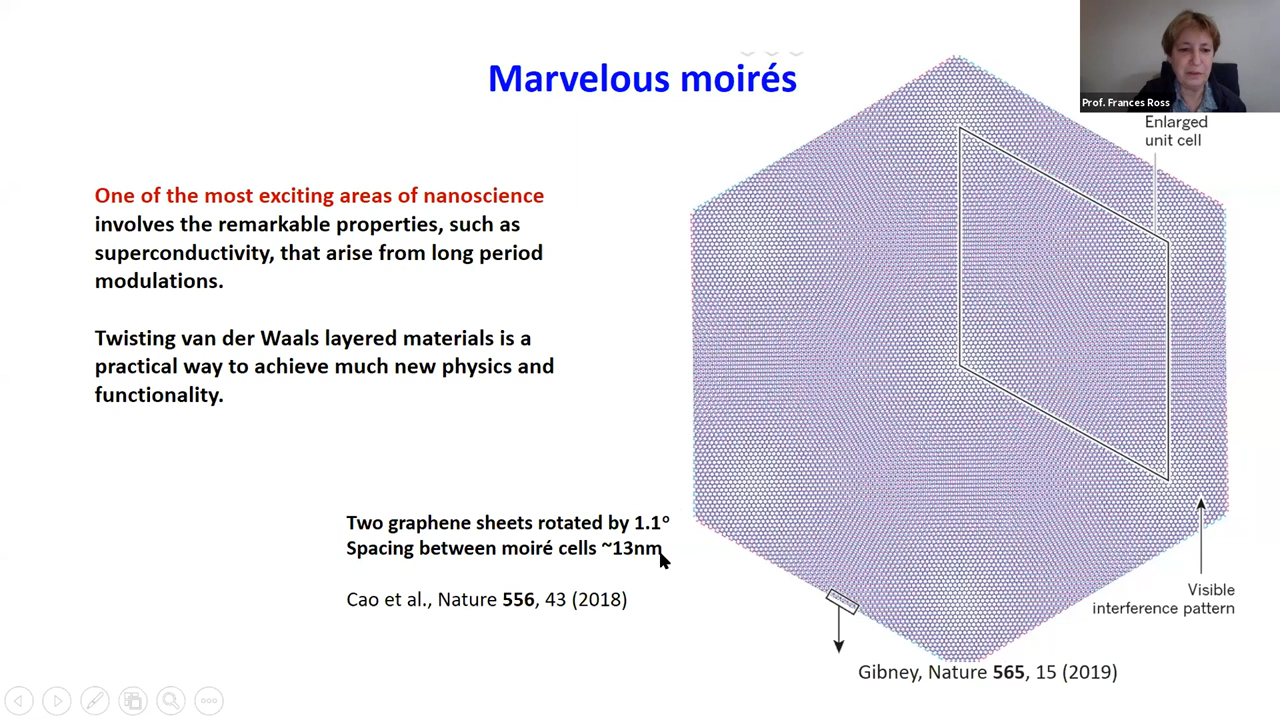 Marvelous moirés
Prof. Frances Ross
Enlarged
unit cell
One of the most exciting areas of nanoscience
involves the remarkable properties, such as
superconductivity, that arise from long period
modulations.
Twisting van der Waals layered materials is a
practical way to achieve much new physics and
functionality.
Two graphene sheets rotated by 1.1°
Spacing between moiré cells ~13nm
Cao et al., Nature 556, 43 (2018)
Visible
interference pattern
Gibney, Nature 565, 15 (2019)